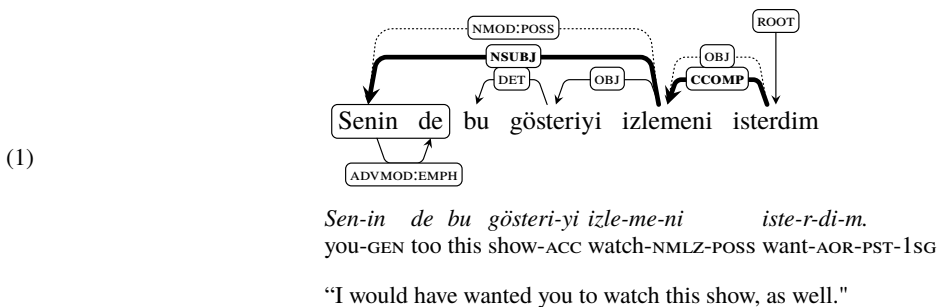 NMOD:POSS
ROOT
NSUBJ
OBJ
DET
OBJ
CCOMP
Senin de bu gösteriyi izlemeni isterdim
(1)
ADVMOD:EMPH
Sen-in de bu gösteri-yi izle-me-ni iste-r-di-m.
you-GEN too this show-ACC watch-NMLZ-POSS want-AOR-PST-1SG
“I would have wanted you to watch this show, as well."